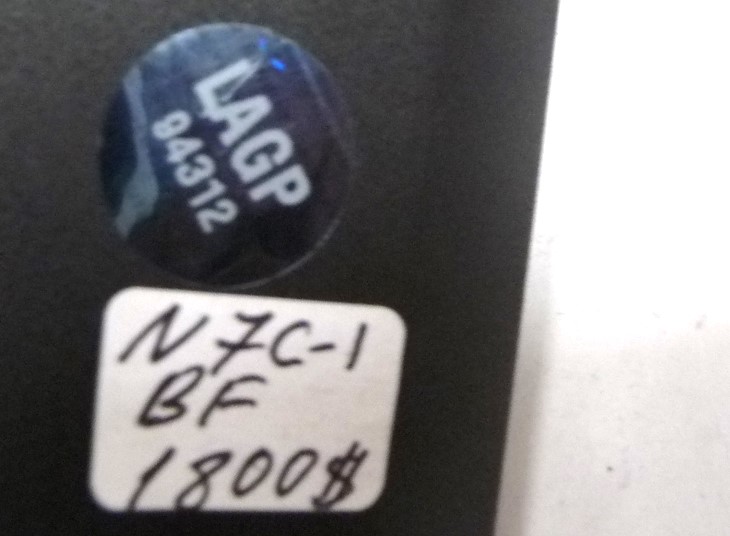 LAGP
94312
N7C-1
BF
1800$